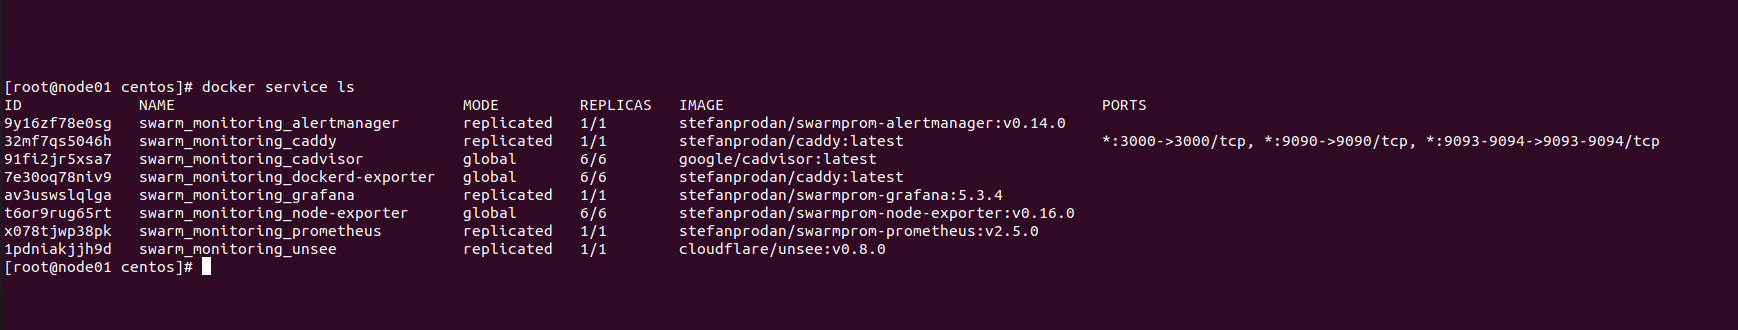 [root@node01 centos]# docker service ls
ID NAME MODE REPLICAS IMAGE PORTS
9y16zf78e0sg swarm_monitoring_alertmanager replicated 1/1 stefanprodan/swarmprom-alertmanager:v0.14.0
32mf7qs5046h swarm_monitoring_caddy replicated 1/1 stefanprodan/caddy:latest *:3000->3000/tcp, *:9090->9090/tcp, *:9093-9094->9093-9094/tcp
91fi2jr5xsa7 swarm_monitoring_cadvisor global 6/6 google/cadvisor:latest
7e30oq78niv9 swarm_monitoring_dockerd-exporter global 6/6 stefanprodan/caddy:latest
av3uswslqlga swarm_monitoring_grafana replicated 1/1 stefanprodan/swarmprom-grafana:5.3.4
t6or9rug65rt swarm_monitoring_node-exporter global 6/6 stefanprodan/swarmprom-node-exporter:v0.16.0
x078tjwp38pk swarm_monitoring_prometheus replicated 1/1 stefanprodan/swarmprom-prometheus:v2.5.0
1pdniakjjh9d swarm_monitoring_unsee replicated 1/1 cloudflare/unsee:v0.8.0
[root@node01 centos]#